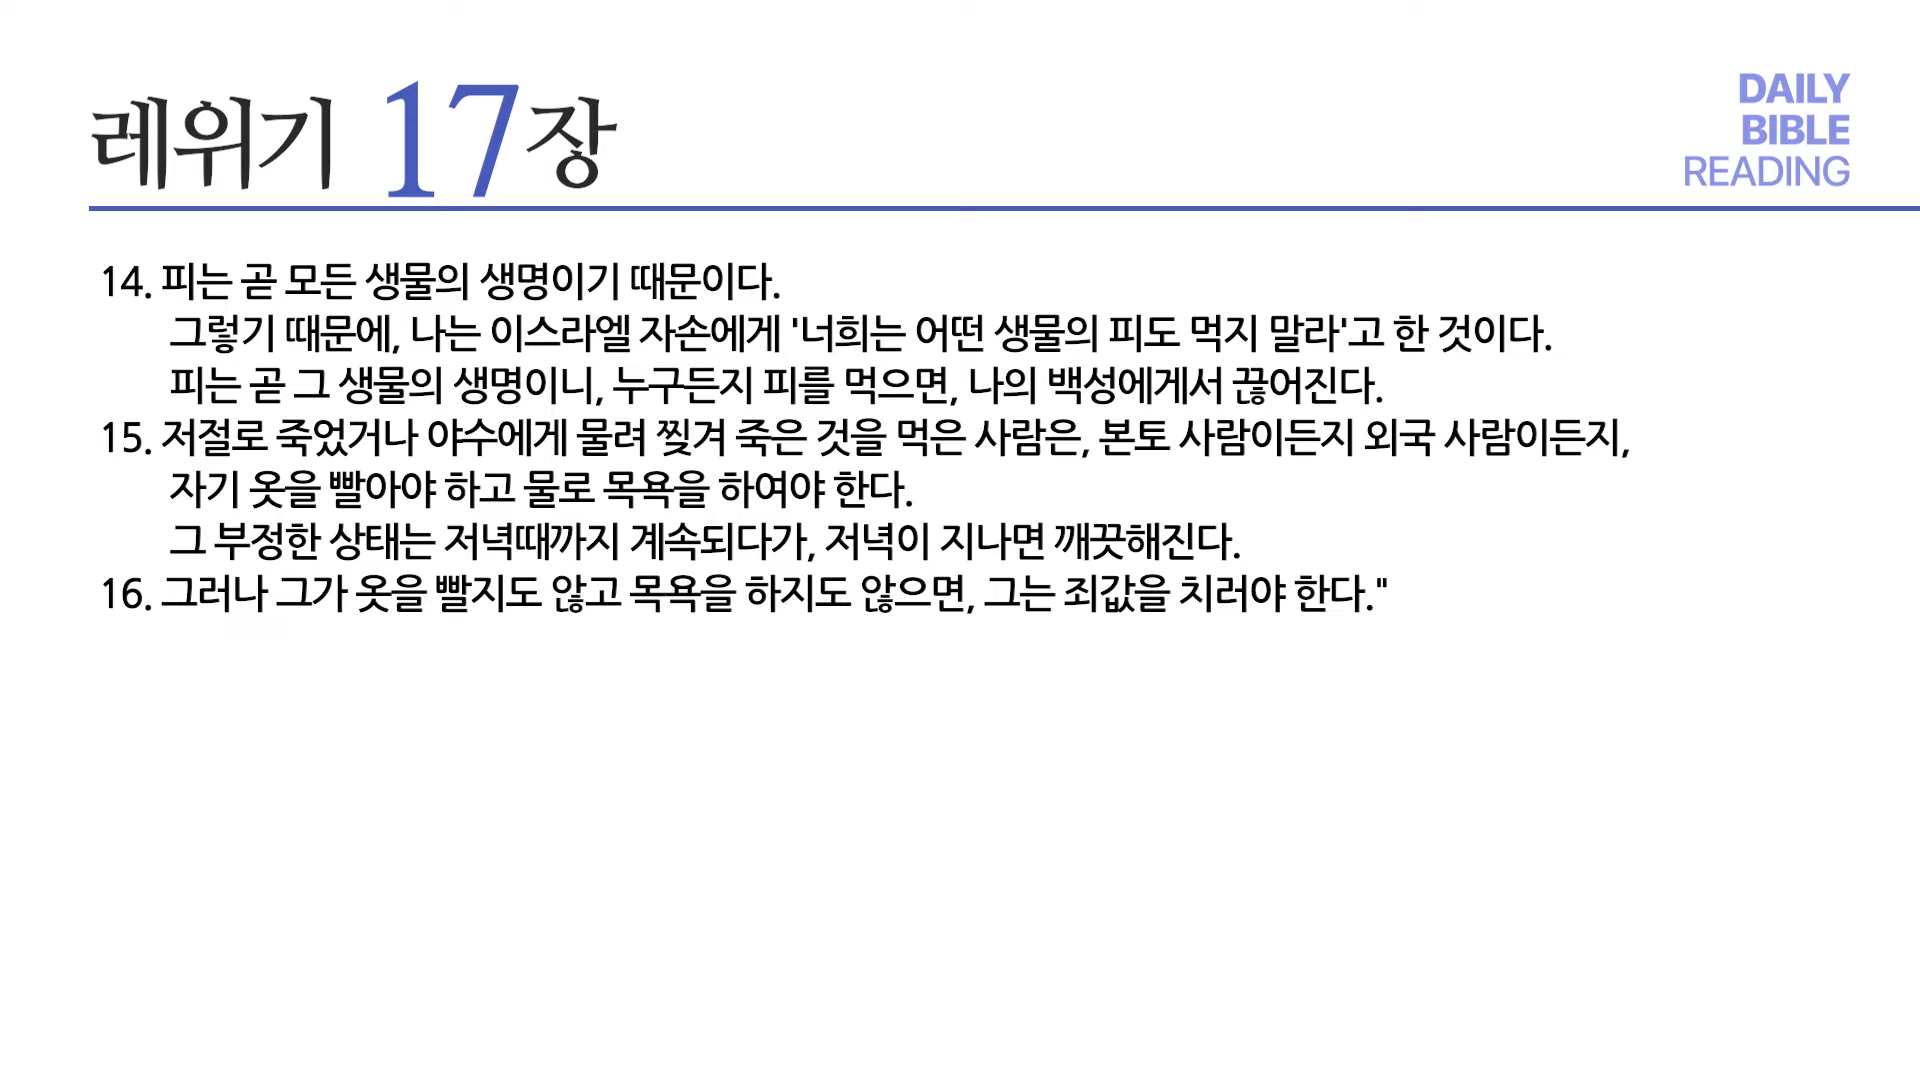 레위기 17장
DAILY
BIBLE
READING
14. 피는 곧 모든 생물의 생명이기 때문이다.
그렇기 때문에, 나는 이스라엘 자손에게 '너희는 어떤 생물의 피도 먹지 말라'고 한 것이다.
피는 곧 그 생물의 생명이니, 누구든지 피를 먹으면, 나의 백성에게서 끊어진다.
15. 저절로 죽었거나 야수에게 물려 찢겨 죽은 것을 먹은 사람은, 본토 사람이든지 외국 사람이든지,
자기 옷을 빨아야 하고 물로 목욕을 하여야 한다.
그 부정한 상태는 저녁때까지 계속되다가, 저녁이 지나면 깨끗해진다.
16. 그러나 그가 옷을 빨지도 않고 목욕을 하지도 않으면, 그는 죄값을 치러야 한다."